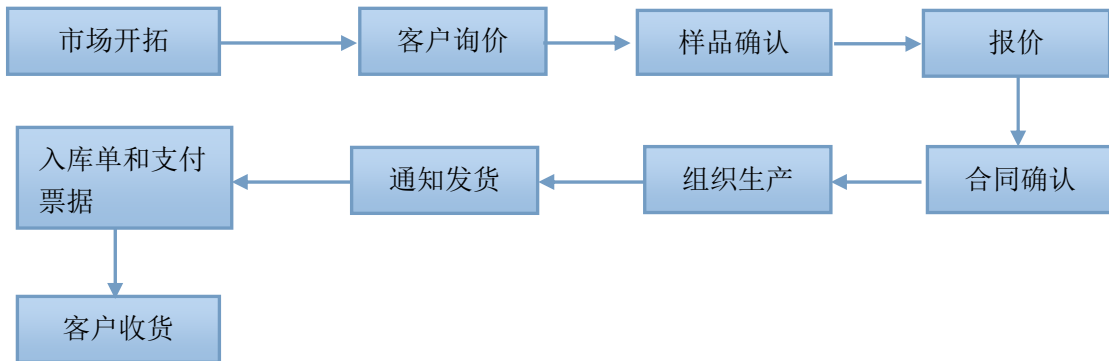 市场开拓
客户询价
样品确认
报价
合同确认
组织生产
通知发货
入库单和支付
票据
客户收货